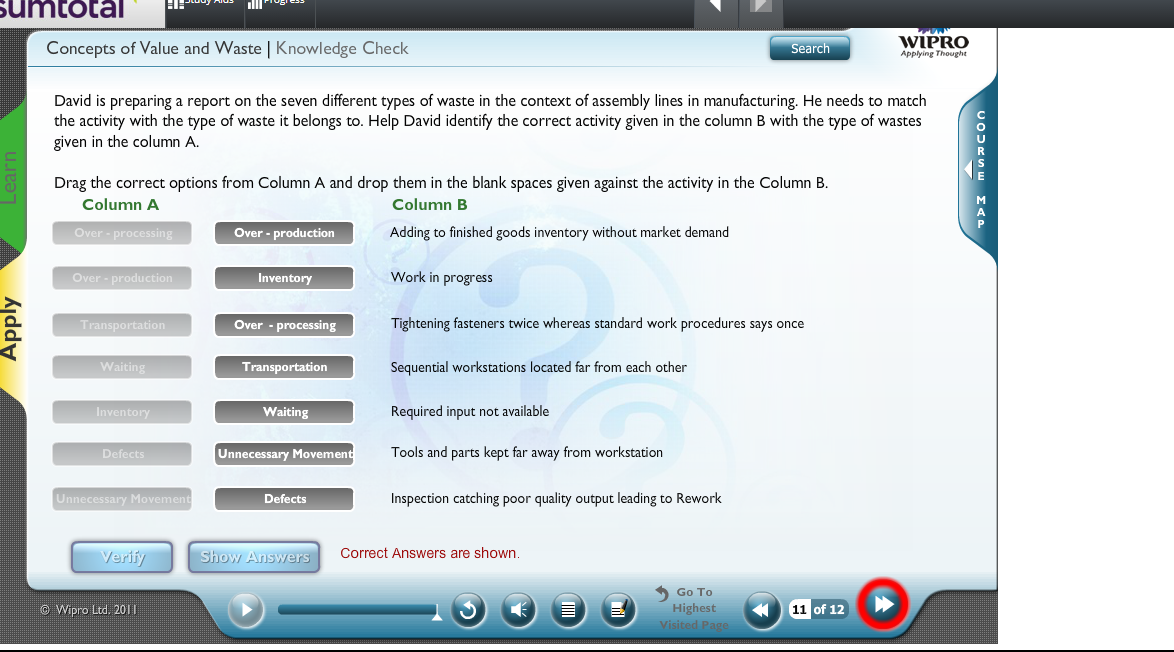 sumtotal
Study Aids
Progress
Concepts of Value and Waste | Knowledge Check
Search
WIPRO
Applying Thought
David is preparing a report on the seven different types of waste in the context of assembly lines in manufacturing. He needs to match
the activity with the type of waste it belongs to. Help David identify the correct activity given in the column B with the type of wastes
given in the column A.
Drag the correct options from Column A and drop them in the blank spaces given against the activity in the Column B.
Column A
Column B
Over - processing
Over - production
Adding to finished goods inventory without market demand
Over - production
Inventory
Work in progress
Transportation
Over - processing
Tightening fasteners twice whereas standard work procedures says once
Waiting
Transportation
Sequential workstations located far from each other
Inventory
Waiting
Required input not available
Defects
Unnecessary Movement
Tools and parts kept far away from workstation
Unnecessary Movement
Defects
Inspection catching poor quality output leading to Rework
Verify
Show Answers
Correct Answers are shown.
Learn
Apply
COURSE MAP
© Wipro Ltd. 2011
Go To
Highest
Visited Page
11 of 12